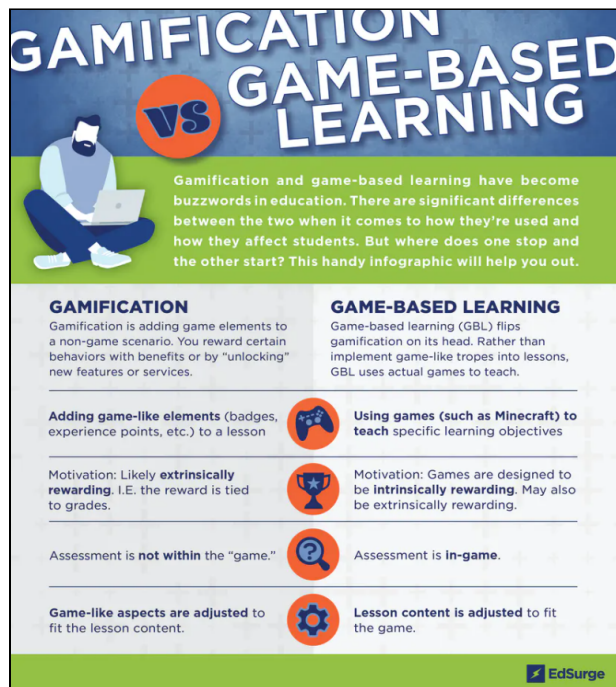 GAMIFICATION
VS
GAME-BASED
LEARNING
Gamification and game-based learning have become
buzzwords in education. There are significant differences
between the two when it comes to how they're used and
how they affect students. But where does one stop and
the other start? This handy infographic will help you out.
GAMIFICATION
Gamification is adding game elements to
a non-game scenario. You reward certain
behaviors with benefits or by “unlocking”
new features or services.
GAME-BASED LEARNING
Game-based learning (GBL) flips
gamification on its head. Rather than
implement game-like tropes into lessons,
GBL uses actual games to teach.
Adding game-like elements (badges,
experience points, etc.) to a lesson
Using games (such as Minecraft) to
teach specific learning objectives
Motivation: Likely extrinsically
rewarding. I.E. the reward is tied
to grades.
Motivation: Games are designed to
be intrinsically rewarding. May also
be extrinsically rewarding.
Assessment is not within the “game.”
?
Assessment is in-game.
Game-like aspects are adjusted to
fit the lesson content.
Lesson content is adjusted to fit
the game.
EdSurge